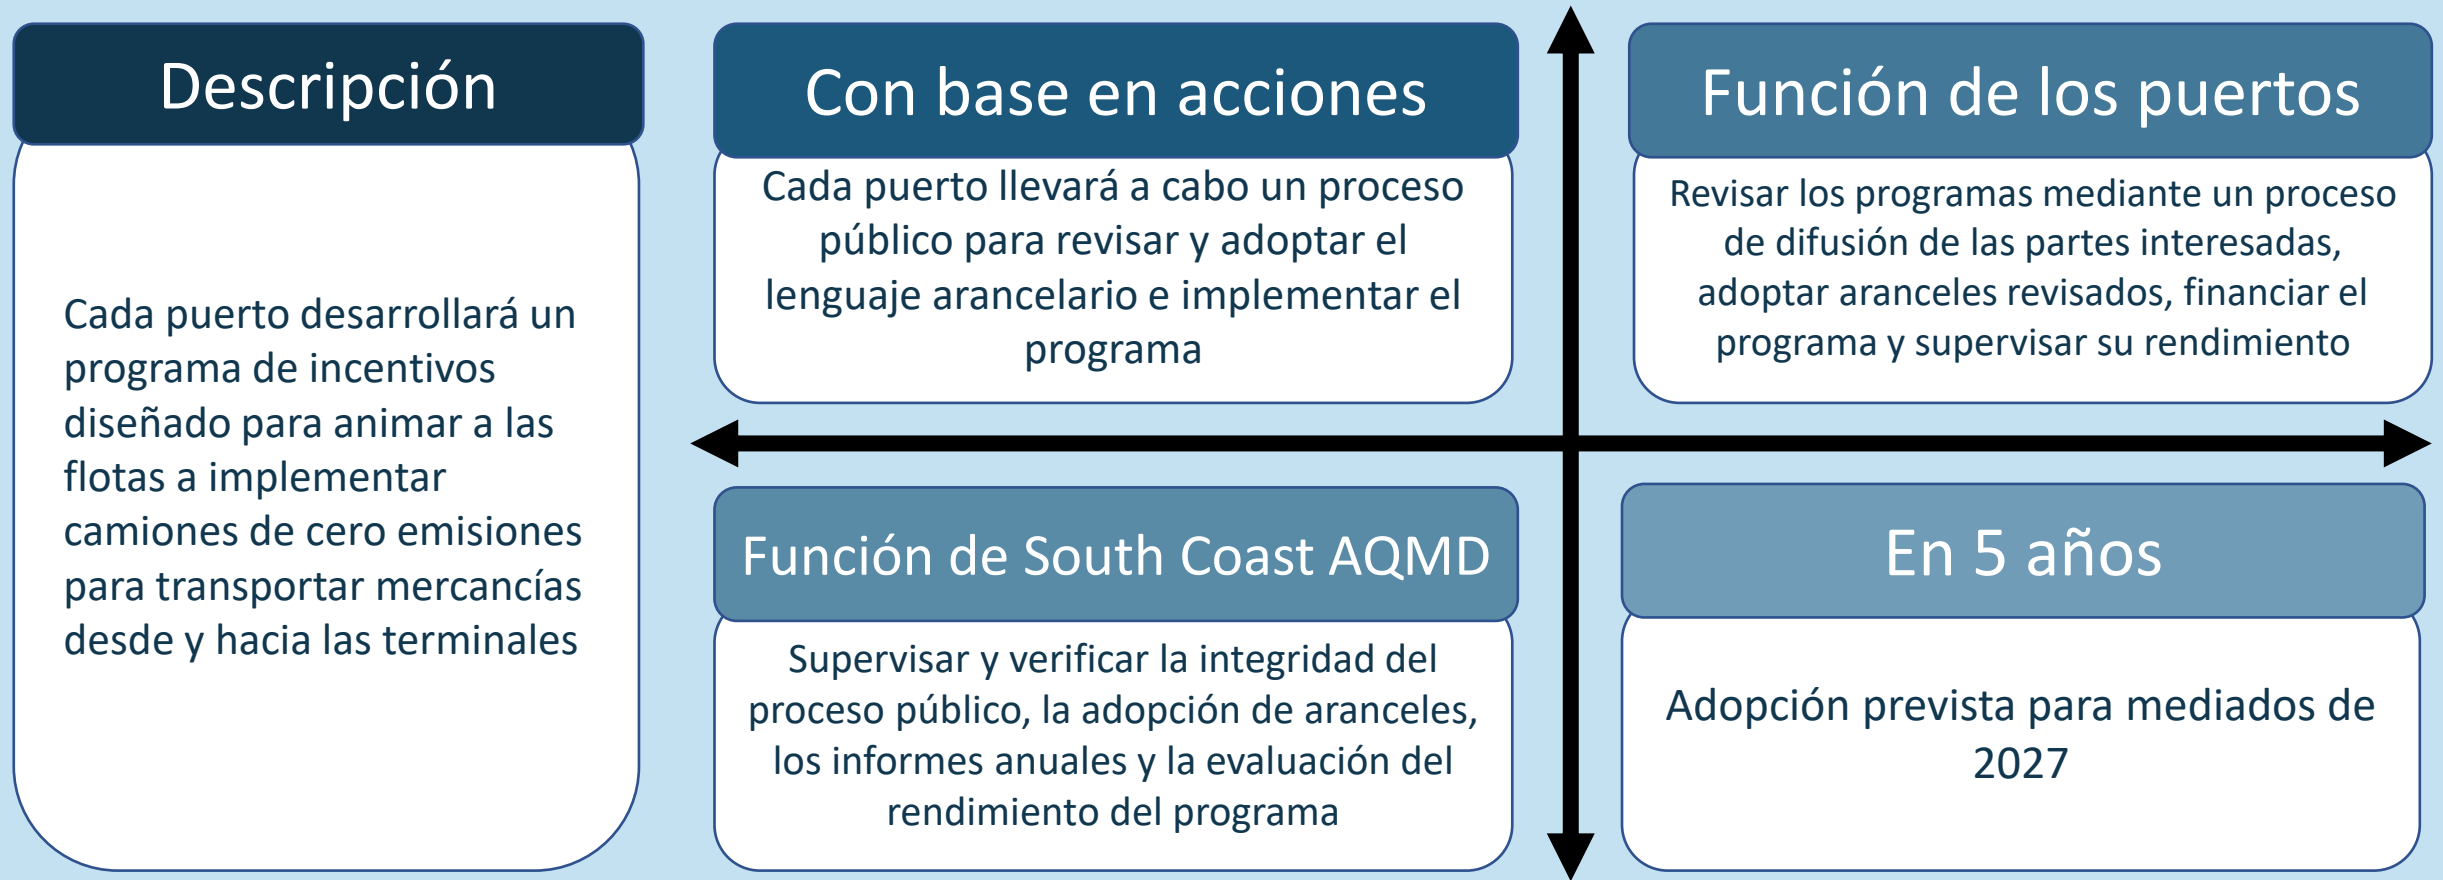 Descripción
Cada puerto desarrollará un
programa de incentivos
diseñado para animar a las
flotas a implementar
camiones de cero emisiones
para transportar mercancías
desde y hacia las terminales
Con base en acciones
Cada puerto llevará a cabo un proceso
público para revisar y adoptar el
lenguaje arancelario e implementar el
programa
Función de los puertos
Revisar los programas mediante un proceso
de difusión de las partes interesadas,
adoptar aranceles revisados, financiar el
programa y supervisar su rendimiento
Función de South Coast AQMD
Supervisar y verificar la integridad del
proceso público, la adopción de aranceles,
los informes anuales y la evaluación del
rendimiento del programa
En 5 años
Adopción prevista para mediados de
2027